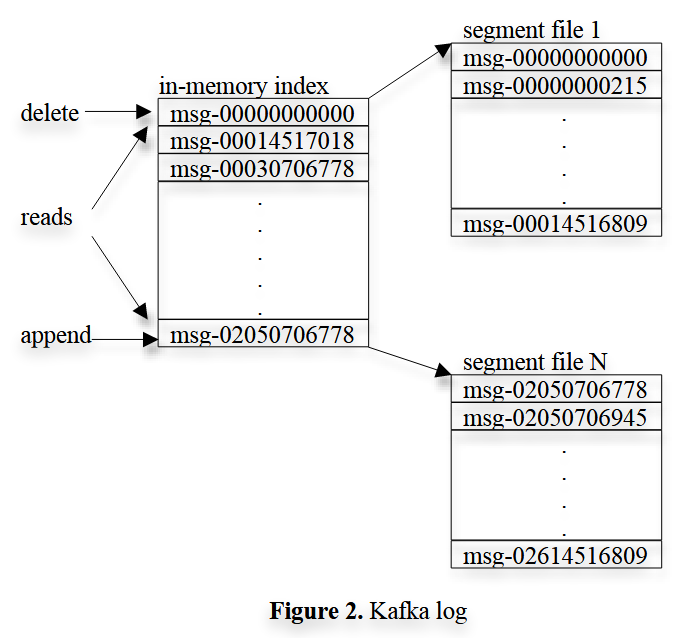 segment file 1
msg-00000000000
msg-00000000215
.
.
.
.
msg-00014516809
in-memory index
msg-00000000000
msg-00014517018
msg-00030706778
.
.
.
.
.
msg-02050706778
delete
reads
append
segment file N
msg-02050706778
msg-02050706945
.
.
.
.
msg-02614516809
Figure 2. Kafka log